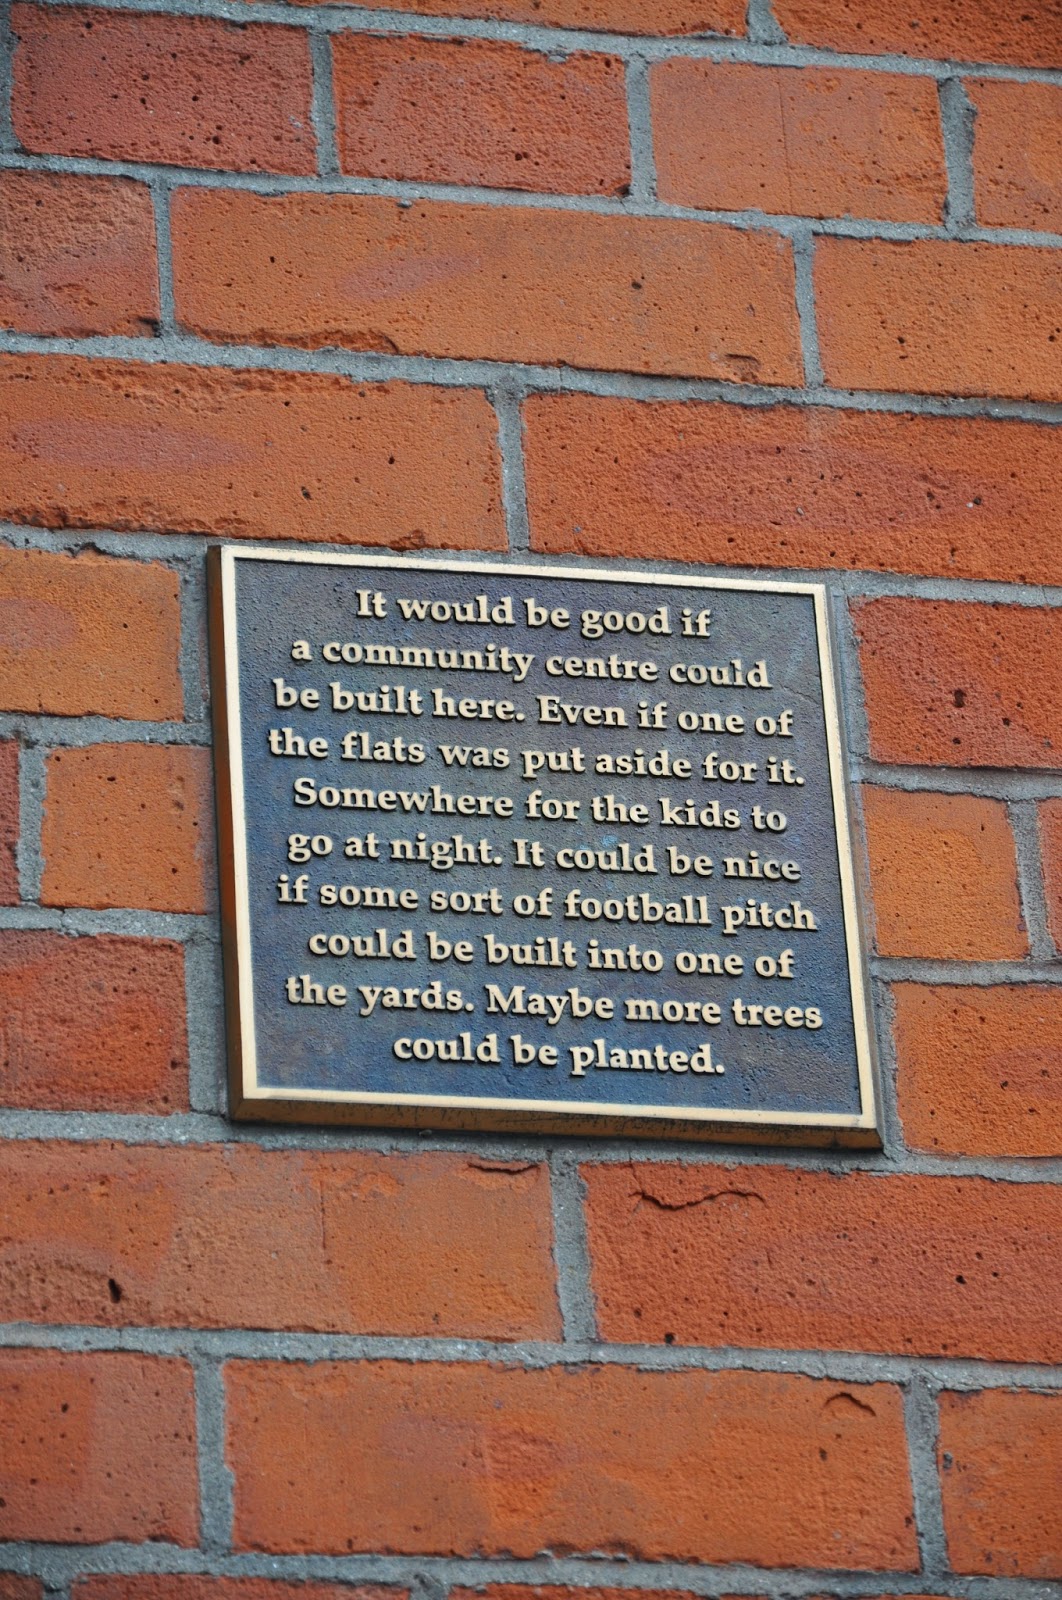 It would be good if
a community centre could
be built here. Even if one of
the flats was put aside for it.
Somewhere for the kids to
go at night. It could be nice
if some sort of football pitch
could be built into one of
the yards. Maybe more trees
could be planted.